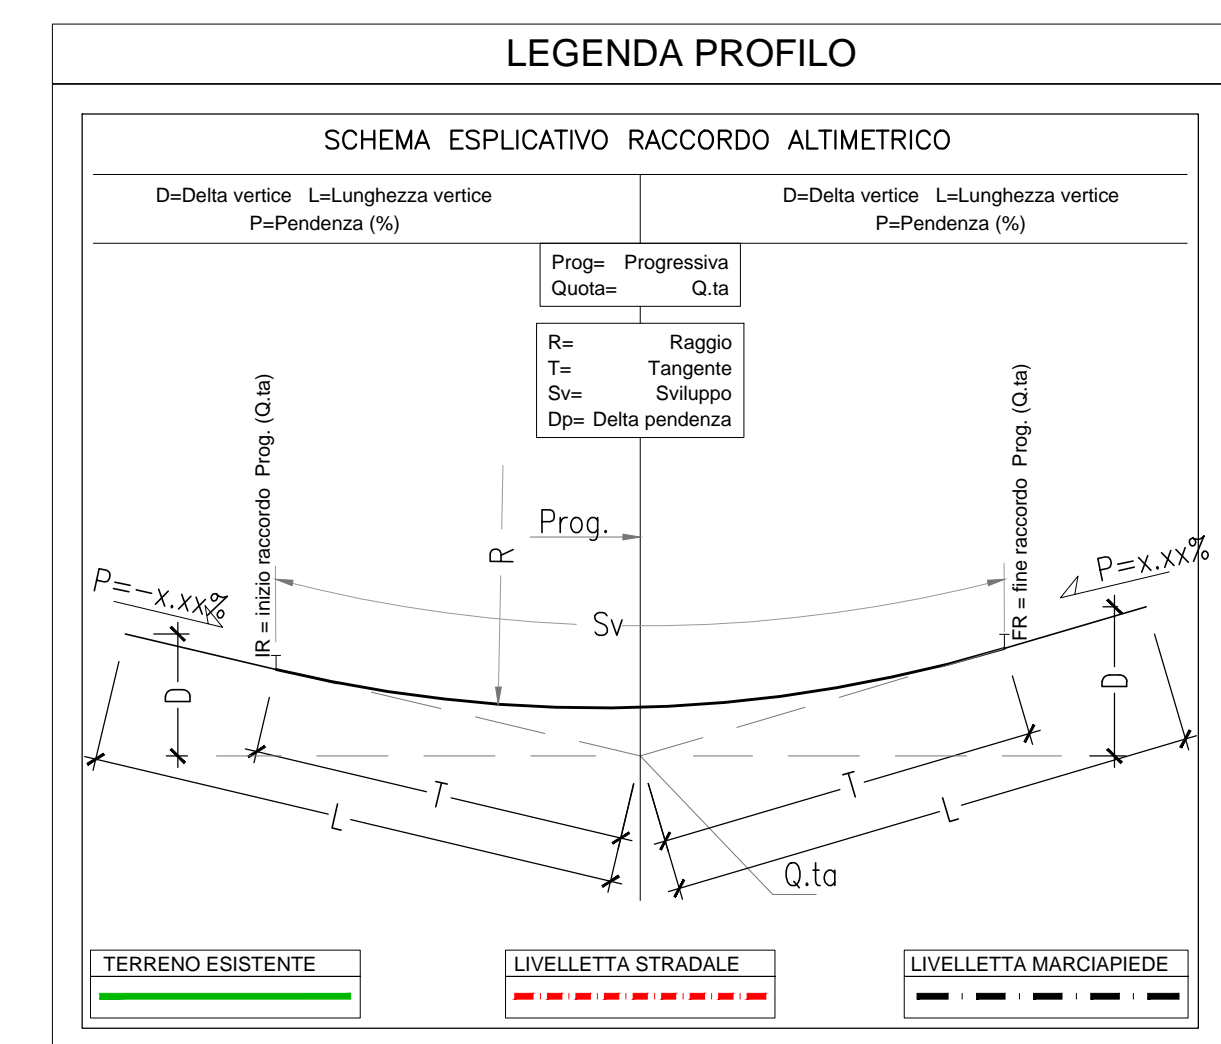 LEGENDA PROFILO
SCHEMA ESPLICATIVO RACCORDO ALTIMETRICO
D=Delta vertice L=Lunghezza vertice
P=Pendenza (%)
D=Delta vertice L=Lunghezza vertice
P=Pendenza (%)
Prog= Progressiva
Quota= Q.ta
R= Raggio
T= Tangente
Sv= Sviluppo
Dp= Delta pendenza
IR = inizio raccordo Prog. (Q.ta)
FR = fine raccordo Prog. (Q.ta)
Prog.
R
P=-x.xx%
P=x.xx%
Sv
D
D
T
T
L
L
Q.ta
TERRENO ESISTENTE
LIVELLETTA STRADALE
LIVELLETTA MARCIAPIEDE